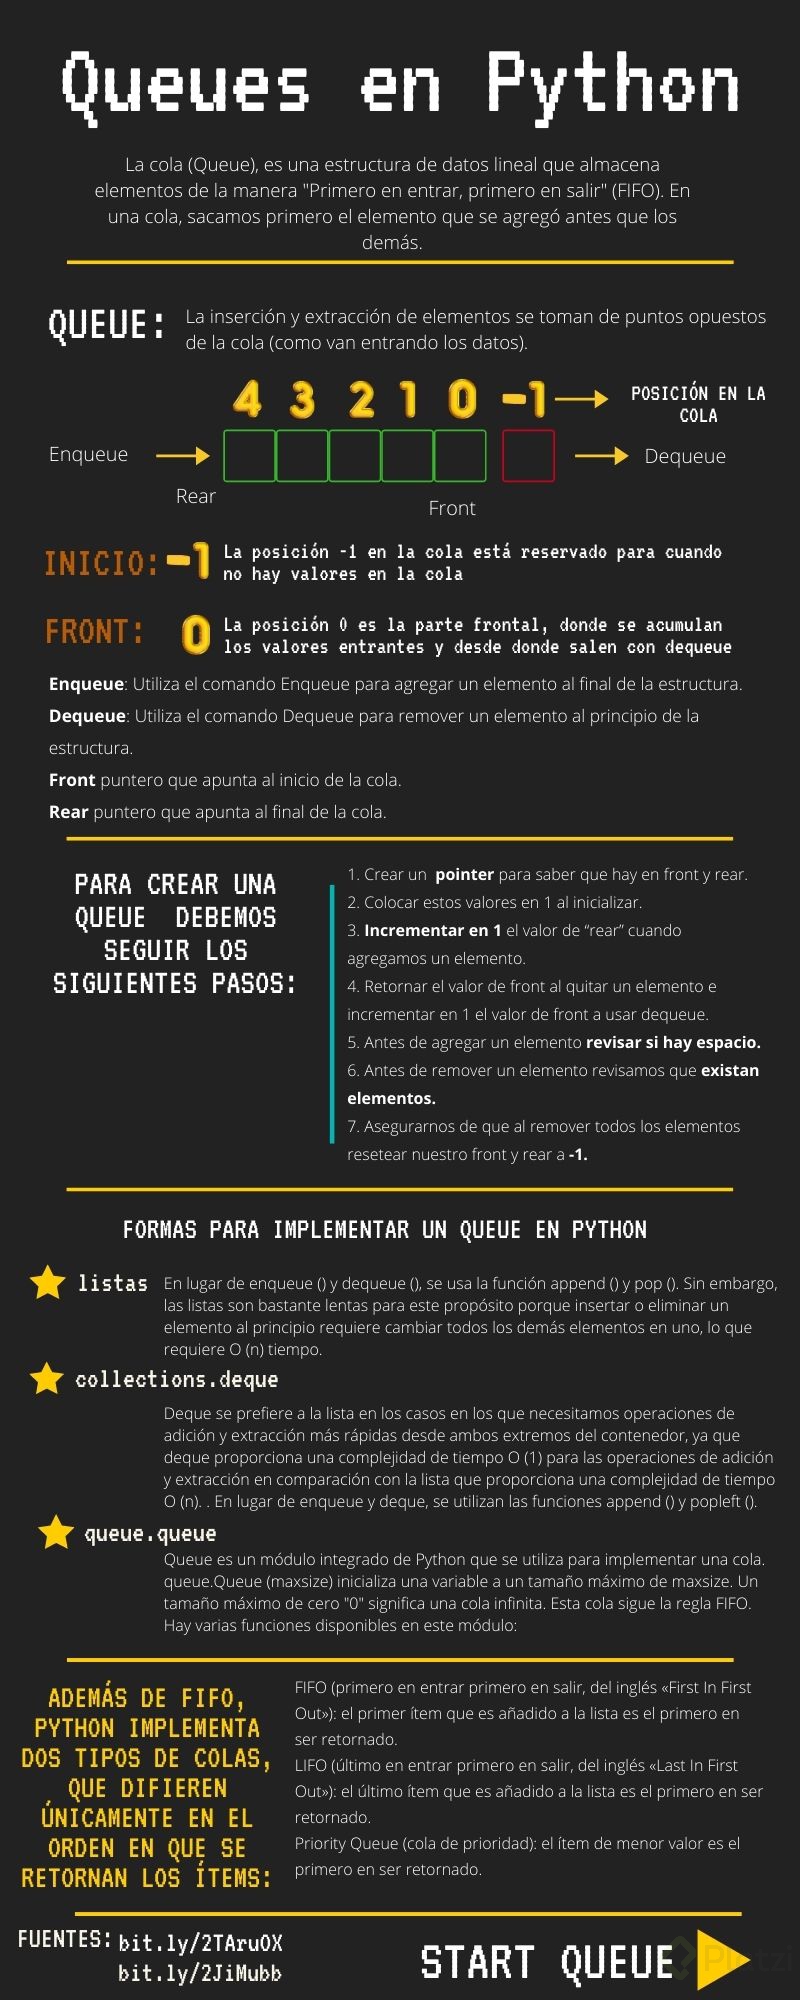 Queues en Python
La cola (Queue), es una estructura de datos lineal que almacena
elementos de la manera "Primero en entrar, primero en salir" (FIFO). En
una cola, sacamos primero el elemento que se agregó antes que los
demás.
QUEUE: La inserción y extracción de elementos se toman de puntos opuestos
de la cola (como van entrando los datos).
4 3 2 1 0 -1 POSICIÓN EN LA
COLA
Enqueue Dequeue
Rear
Front
INICIO: -1 La posición -1 en la cola está reservado para cuando
no hay valores en la cola
FRONT: 0 La posición 0 es la parte frontal, donde se acumulan
los valores entrantes y desde donde salen con dequeue
Enqueue: Utiliza el comando Enqueue para agregar un elemento al final de la estructura.
Dequeue: Utiliza el comando Dequeue para remover un elemento al principio de la
estructura.
Front puntero que apunta al inicio de la cola.
Rear puntero que apunta al final de la cola.
PARA CREAR UNA
QUEUE DEBEMOS
SEGUIR LOS
SIGUIENTES PASOS:
1. Crear un pointer para saber que hay en front y rear.
2. Colocar estos valores en 1 al inicializar.
3. Incrementar en 1 el valor de “rear” cuando
agregamos un elemento.
4. Retornar el valor de front al quitar un elemento e
incrementar en 1 el valor de front a usar dequeue.
5. Antes de agregar un elemento revisar si hay espacio.
6. Antes de remover un elemento revisamos que existan
elementos.
7. Asegurarnos de que al remover todos los elementos
resetear nuestro front y rear a -1.
FORMAS PARA IMPLEMENTAR UN QUEUE EN PYTHON
listas En lugar de enqueue () y dequeue (), se usa la función append () y pop (). Sin embargo,
las listas son bastante lentas para este propósito porque insertar o eliminar un
elemento al principio requiere cambiar todos los demás elementos en uno, lo que
requiere O (n) tiempo.
collections.deque
Deque se prefiere a la lista en los casos en los que necesitamos operaciones de
adición y extracción más rápidas desde ambos extremos del contenedor, ya que
deque proporciona una complejidad de tiempo O (1) para las operaciones de adición
y extracción en comparación con la lista que proporciona una complejidad de tiempo
O (n). . En lugar de enqueue y deque, se utilizan las funciones append () y popleft ().
queue.queue
Queue es un módulo integrado de Python que se utiliza para implementar una cola.
queue.Queue (maxsize) inicializa una variable a un tamaño máximo de maxsize. Un
tamaño máximo de cero "0" significa una cola infinita. Esta cola sigue la regla FIFO.
Hay varias funciones disponibles en este módulo:
ADEMÁS DE FIFO,
PYTHON IMPLEMENTA
DOS TIPOS DE COLAS,
QUE DIFIEREN
ÚNICAMENTE EN EL
ORDEN EN QUE SE
RETORNAN LOS ÍTEMS:
FIFO (primero en entrar primero en salir, del inglés «First In First
Out»): el primer ítem que es añadido a la lista es el primero en
ser retornado.
LIFO (último en entrar primero en salir, del inglés «Last In First
Out»): el último ítem que es añadido a la lista es el primero en ser
retornado.
Priority Queue (cola de prioridad): el ítem de menor valor es el
primero en ser retornado.
FUENTES: bit.ly/2TAruOX
bit.ly/2JiMubb
START QUEUE
Platzi